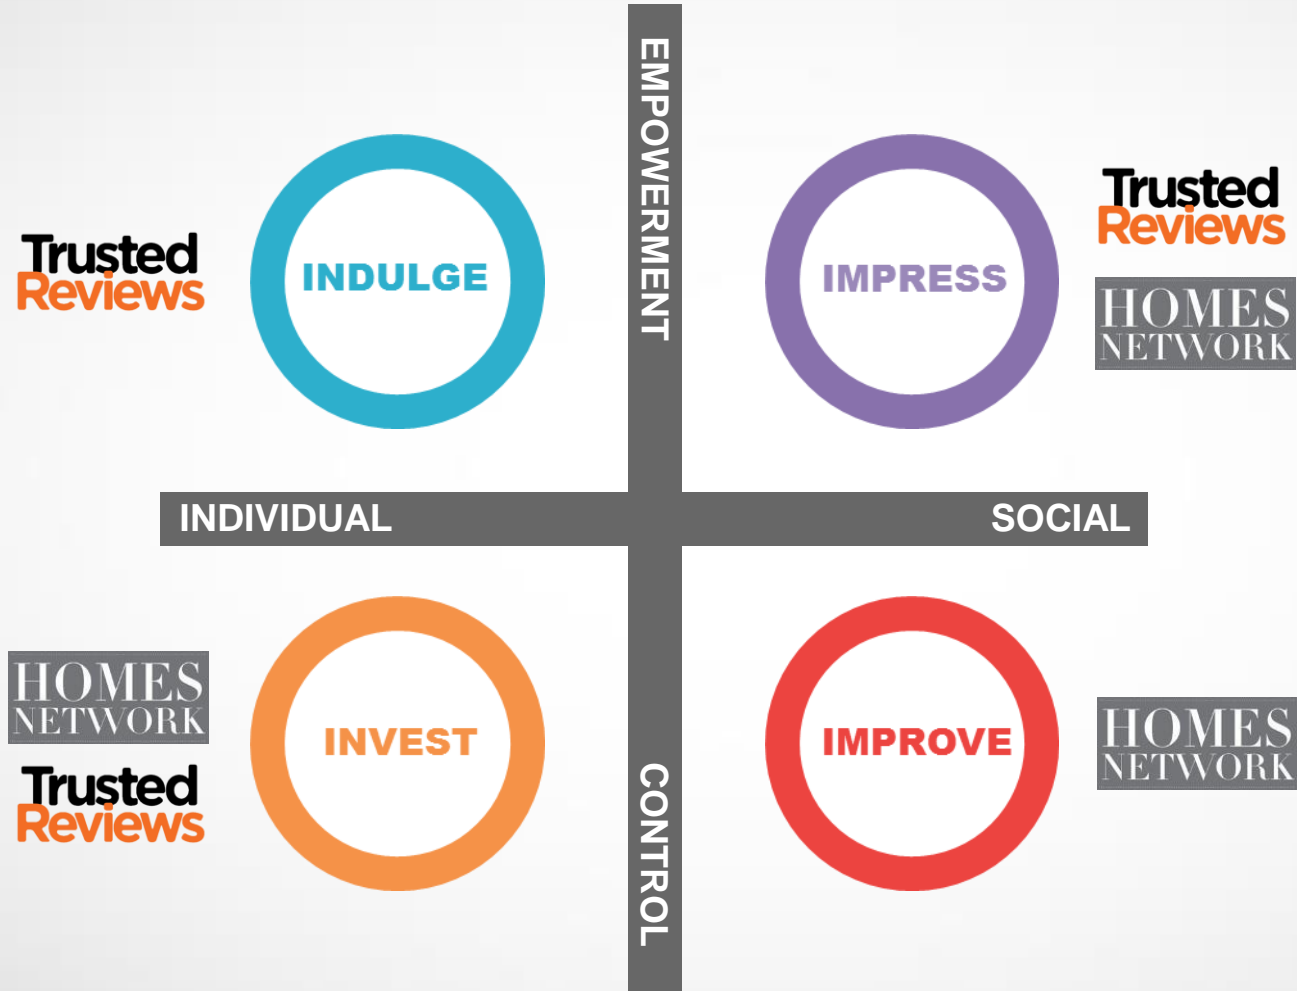 EMPOWERMENT
Trusted
Reviews
INDULGE
IMPRESS
Trusted
Reviews
HOMES
NETWORK
INDIVIDUAL
SOCIAL
HOMES
NETWORK
Trusted
Reviews
INVEST
IMPROVE
HOMES
NETWORK
CONTROL